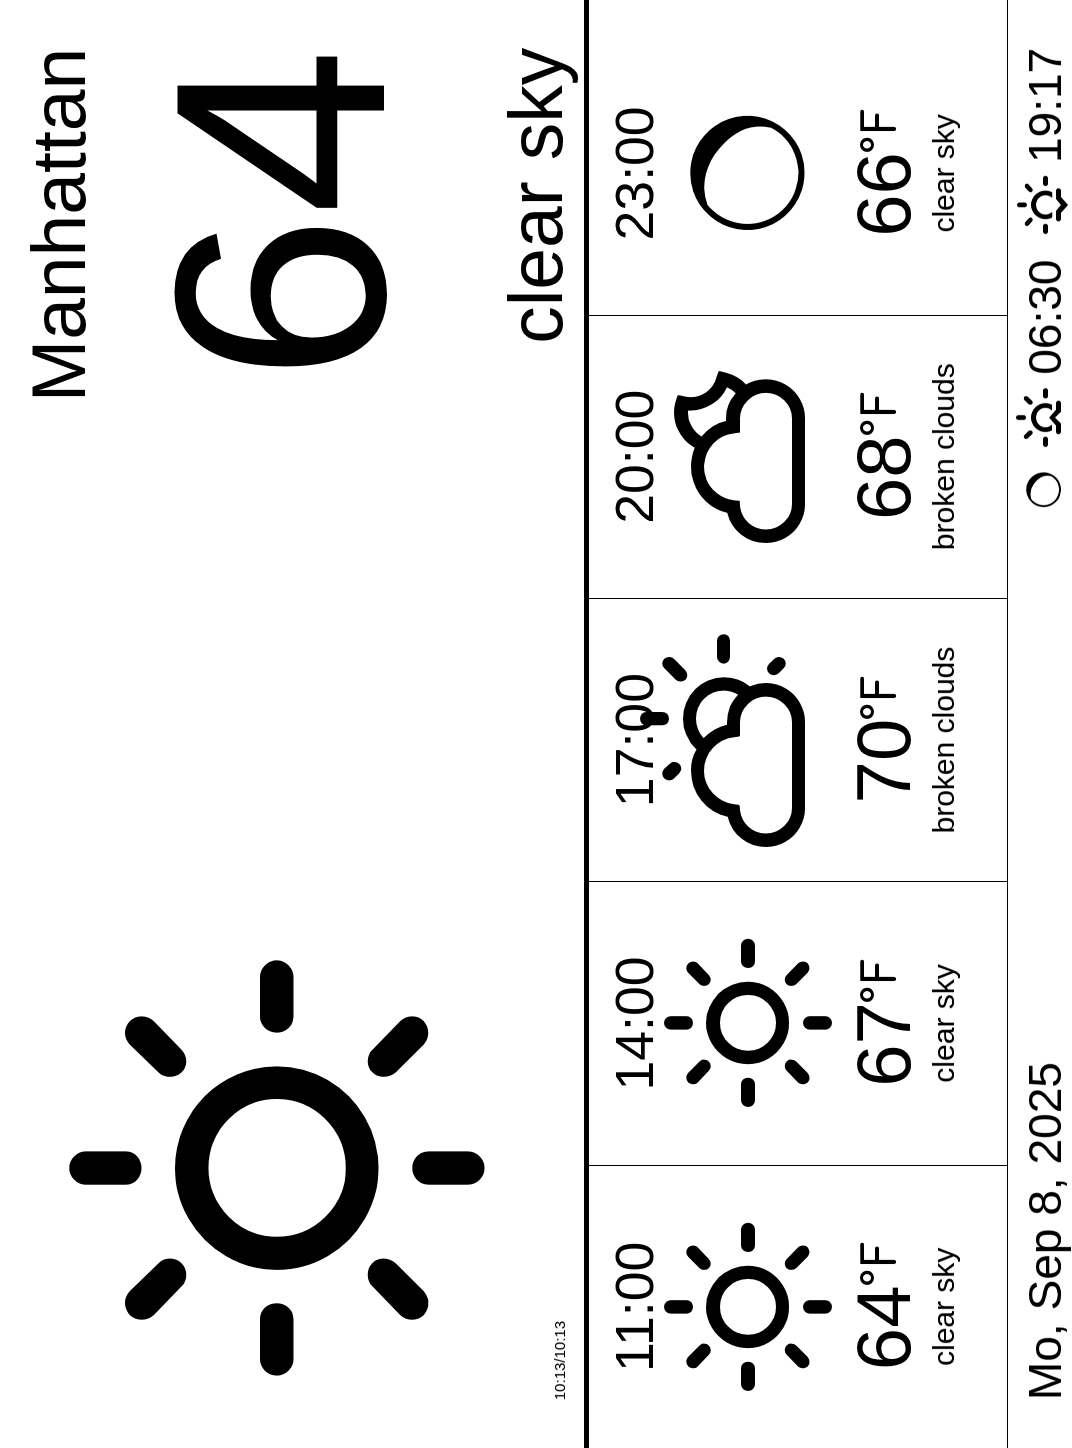 Manhattan
64
clear sky
10:13/10:13
11:00
64°F
clear sky
14:00
67°F
clear sky
17:00
70°F
broken clouds
20:00
68°F
broken clouds
23:00
66°F
clear sky
Mo, Sep 8, 2025
06:30
19:17